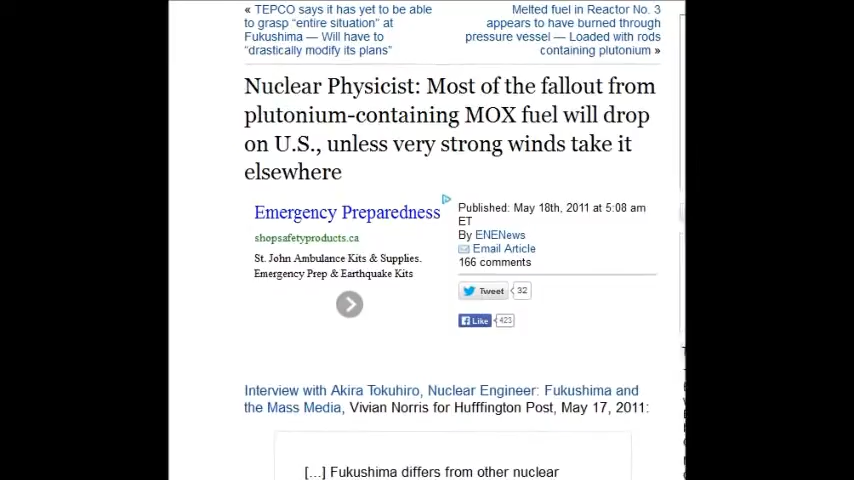 « TEPCO says it has yet to be able
to grasp “entire situation” at
Fukushima — Will have to
“drastically modify its plans”
Melted fuel in Reactor No. 3
appears to have burned through
pressure vessel — Loaded with rods
containing plutonium »
Nuclear Physicist: Most of the fallout from
plutonium-containing MOX fuel will drop
on U.S., unless very strong winds take it
elsewhere
Emergency Preparedness
shopsafetyproducts.ca
St. John Ambulance Kits & Supplies.
Emergency Prep & Earthquake Kits
Published: May 18th, 2011 at 5:08 am
ET
By ENENews
Email Article
166 comments
Tweet 32
Like 423
Interview with Akira Tokuhiro, Nuclear Engineer: Fukushima and
the Mass Media, Vivian Norris for Hufffington Post, May 17, 2011:
[...] Fukushima differs from other nuclear